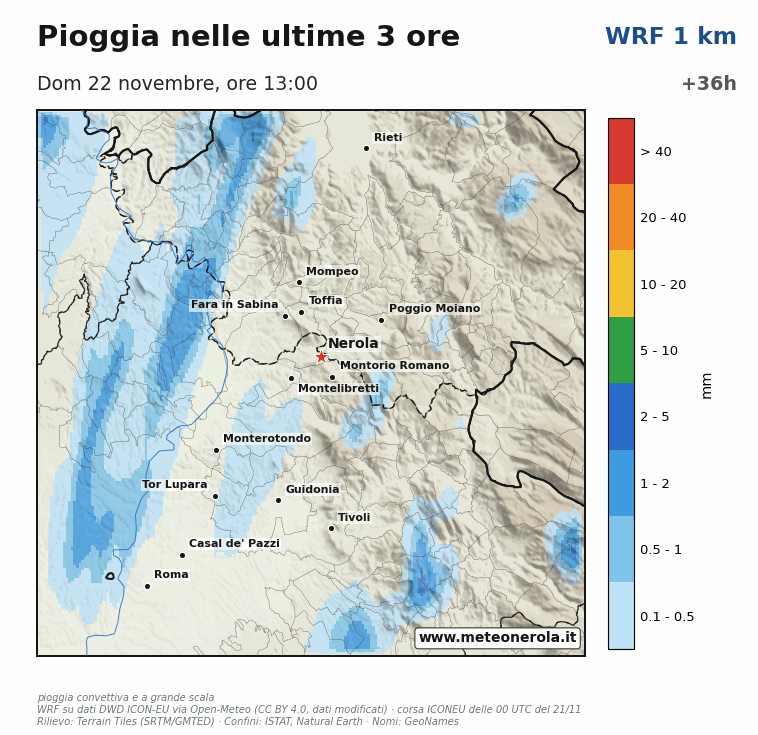 Pioggia nelle ultime 3 ore
WRF 1 km
Dom 22 novembre, ore 13:00
+36h
Rieti
Mompeo
Fara in Sabina
Toffia
Poggio Moiano
Nerola
Montorio Romano
Montelibretti
Monterotondo
Tor Lupara
Guidonia
Tivoli
Casal de' Pazzi
Roma
www.meteonerola.it
> 40
20 - 40
10 - 20
5 - 10
2 - 5
1 - 2
0.5 - 1
0.1 - 0.5
mm
pioggia convettiva e a grande scala
WRF su dati DWD ICON-EU via Open-Meteo (CC BY 4.0, dati modificati) · corsa ICONEU delle 00 UTC del 21/11
Rilievo: Terrain Tiles (SRTM/GMTED) · Confini: ISTAT, Natural Earth · Nomi: GeoNames